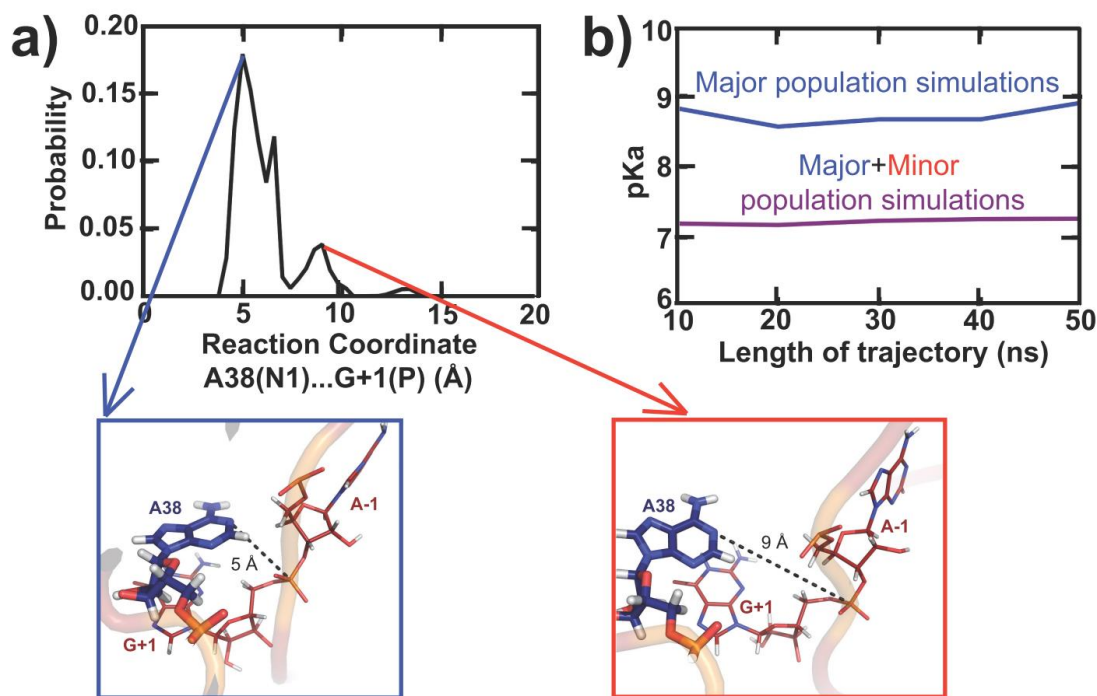 a)
0.20
0.15
0.10
0.05
0.00
Probability
0 5 10 15 20
Reaction Coordinate
A38(N1)...G+1(P) (Å)
b)
10
9
8
7
6
pKa
Major population simulations
Major+Minor
population simulations
10 20 30 40 50
Length of trajectory (ns)
A38
A-1
5 Å
G+1
A38
A-1
9 Å
G+1